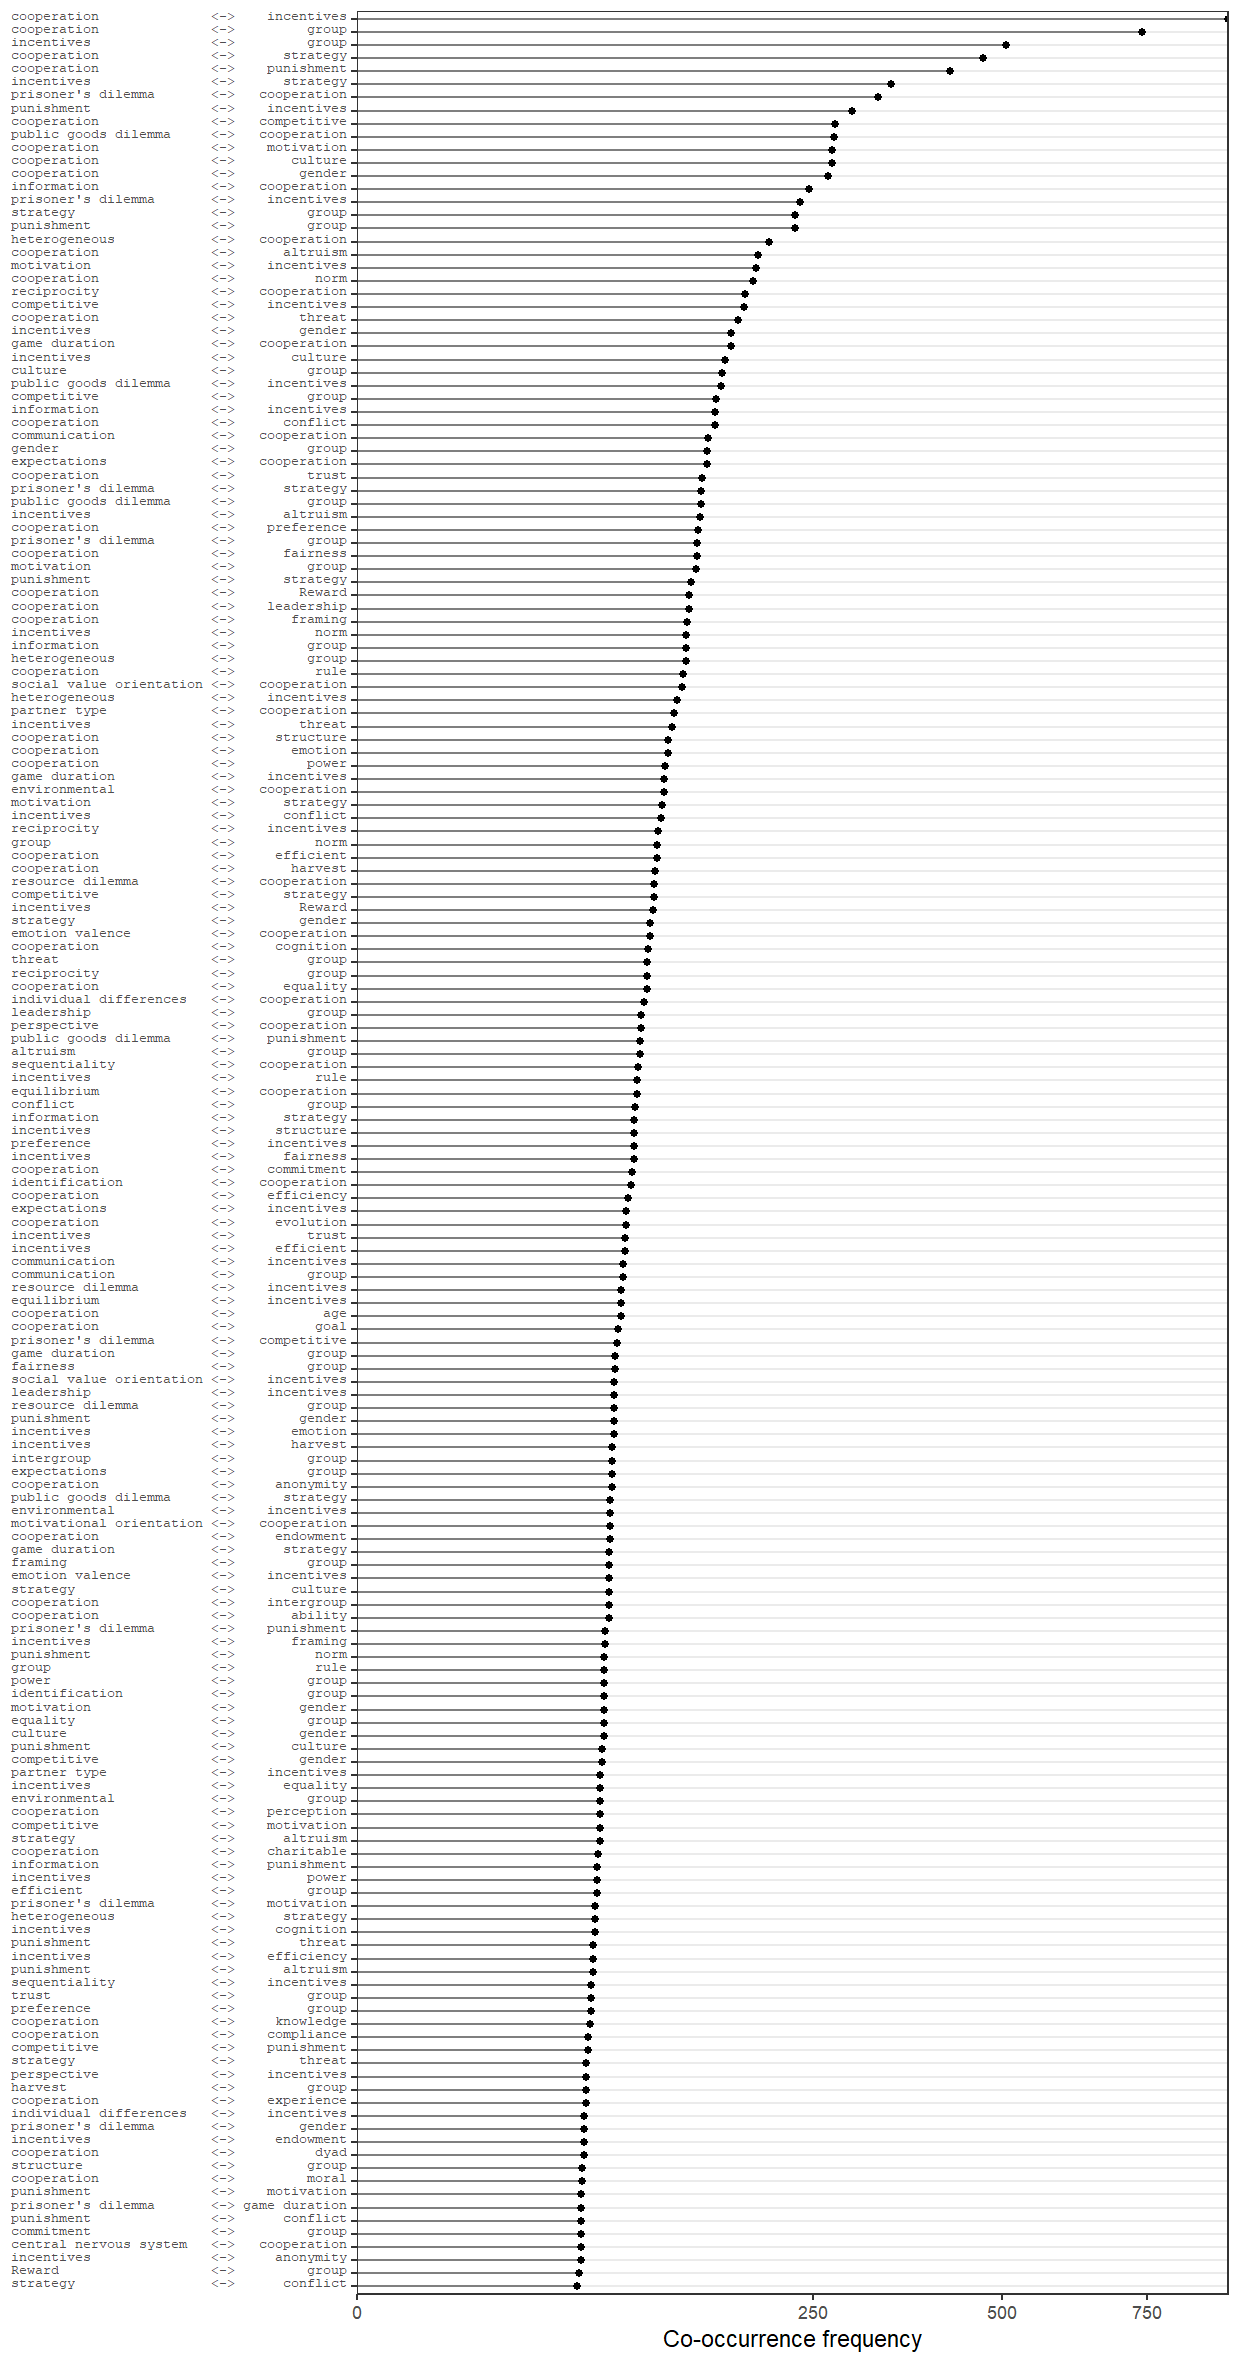 cooperation <-> incentives
cooperation <-> group
incentives <-> group
cooperation <-> strategy
cooperation <-> punishment
incentives <-> strategy
prisoner's dilemma <-> cooperation
punishment <-> incentives
cooperation <-> competitive
public goods dilemma <-> cooperation
cooperation <-> motivation
cooperation <-> culture
cooperation <-> gender
information <-> cooperation
prisoner's dilemma <-> incentives
strategy <-> group
punishment <-> group
heterogeneous <-> cooperation
cooperation <-> altruism
motivation <-> incentives
cooperation <-> norm
reciprocity <-> cooperation
competitive <-> incentives
cooperation <-> threat
incentives <-> gender
game duration <-> cooperation
incentives <-> culture
culture <-> group
public goods dilemma <-> incentives
competitive <-> group
information <-> incentives
cooperation <-> conflict
communication <-> cooperation
gender <-> group
expectations <-> cooperation
cooperation <-> trust
prisoner's dilemma <-> strategy
public goods dilemma <-> group
incentives <-> altruism
cooperation <-> preference
prisoner's dilemma <-> group
cooperation <-> fairness
motivation <-> group
punishment <-> strategy
cooperation <-> Reward
cooperation <-> leadership
cooperation <-> framing
incentives <-> norm
information <-> group
heterogeneous <-> group
cooperation <-> rule
social value orientation <-> cooperation
heterogeneous <-> incentives
partner type <-> cooperation
incentives <-> threat
cooperation <-> structure
cooperation <-> emotion
cooperation <-> power
game duration <-> incentives
environmental <-> cooperation
motivation <-> strategy
incentives <-> conflict
reciprocity <-> incentives
group <-> norm
cooperation <-> efficient
cooperation <-> harvest
resource dilemma <-> cooperation
competitive <-> strategy
incentives <-> Reward
strategy <-> gender
emotion valence <-> cooperation
cooperation <-> cognition
threat <-> group
reciprocity <-> group
cooperation <-> equality
individual differences <-> cooperation
leadership <-> group
perspective <-> cooperation
public goods dilemma <-> punishment
altruism <-> group
sequentiality <-> cooperation
incentives <-> rule
equilibrium <-> cooperation
conflict <-> group
information <-> strategy
incentives <-> structure
preference <-> incentives
incentives <-> fairness
cooperation <-> commitment
identification <-> cooperation
cooperation <-> efficiency
expectations <-> incentives
cooperation <-> evolution
incentives <-> trust
incentives <-> efficient
communication <-> incentives
communication <-> group
resource dilemma <-> incentives
equilibrium <-> incentives
cooperation <-> age
cooperation <-> goal
prisoner's dilemma <-> competitive
game duration <-> group
fairness <-> group
social value orientation <-> incentives
leadership <-> incentives
resource dilemma <-> group
punishment <-> gender
incentives <-> emotion
incentives <-> harvest
intergroup <-> group
expectations <-> group
cooperation <-> anonymity
public goods dilemma <-> strategy
environmental <-> incentives
motivational orientation <-> cooperation
cooperation <-> endowment
game duration <-> strategy
framing <-> group
emotion valence <-> incentives
strategy <-> culture
cooperation <-> intergroup
cooperation <-> ability
prisoner's dilemma <-> punishment
incentives <-> framing
punishment <-> norm
group <-> rule
power <-> group
identification <-> group
motivation <-> gender
equality <-> group
culture <-> gender
punishment <-> culture
competitive <-> gender
partner type <-> incentives
incentives <-> equality
environmental <-> group
cooperation <-> perception
competitive <-> motivation
strategy <-> altruism
cooperation <-> charitable
information <-> punishment
incentives <-> power
efficient <-> group
prisoner's dilemma <-> motivation
heterogeneous <-> strategy
incentives <-> cognition
punishment <-> threat
incentives <-> efficiency
punishment <-> altruism
sequentiality <-> incentives
trust <-> group
preference <-> group
cooperation <-> knowledge
cooperation <-> compliance
competitive <-> punishment
strategy <-> threat
perspective <-> incentives
harvest <-> group
cooperation <-> experience
individual differences <-> incentives
prisoner's dilemma <-> gender
incentives <-> endowment
cooperation <-> dyad
structure <-> group
cooperation <-> moral
punishment <-> motivation
prisoner's dilemma <-> game duration
punishment <-> conflict
commitment <-> group
central nervous system <-> cooperation
incentives <-> anonymity
Reward <-> group
strategy <-> conflict
0 250 500 750
Co-occurrence frequency